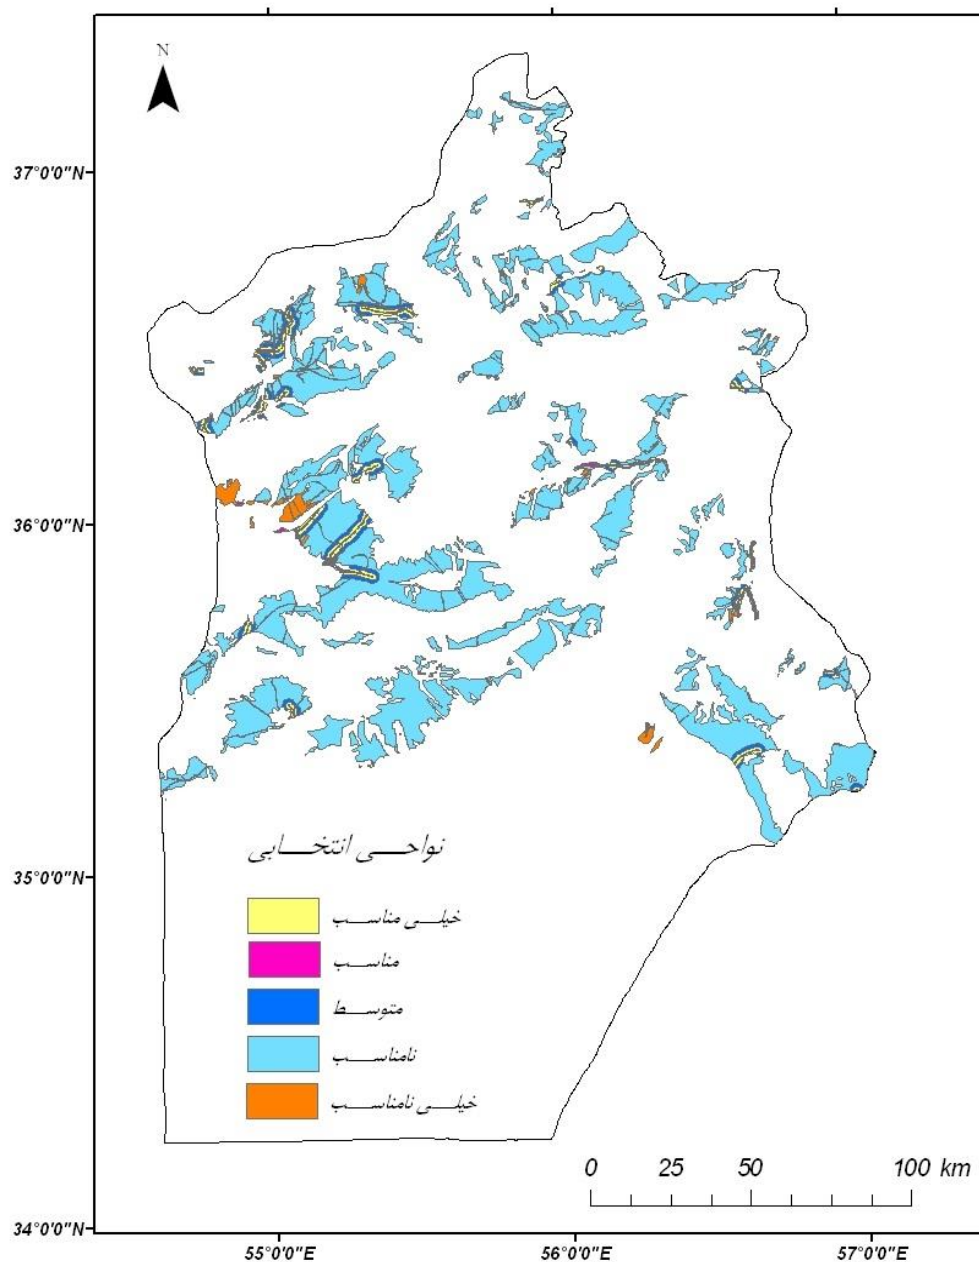 N
37°0'0"N
36°0'0"N
35°0'0"N
34°0'0"N
نواحی انتخابی
خیلی مناسب
مناسب
متوسط
نامناسب
خیلی نامناسب
0 25 50 100 km
55°0'0"E 56°0'0"E 57°0'0"E